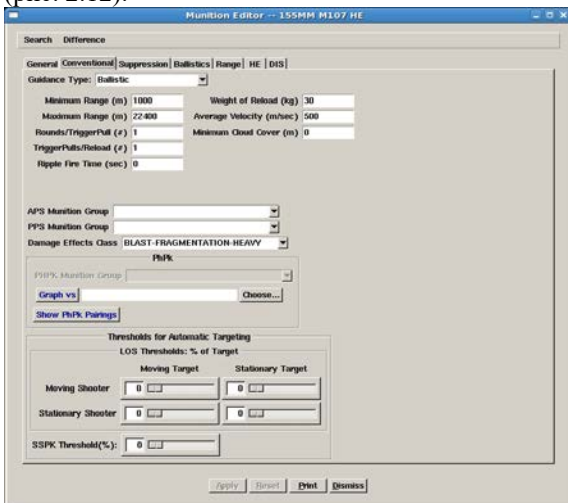 (рис. 2.12).
Munition Editor -- 155MM M107 HE
Search Difference
General Conventional Suppression Ballistics Range HE DIS
Guidance Type: Ballistic
Minimum Range (m) 1000 Weight of Reload (kg) 30
Maximum Range (m) 22400 Average Velocity (m/sec) 500
Rounds/TriggerPull (#) 1 Minimum Cloud Cover (m) 0
TriggerPulls/Reload (#) 1
Ripple Fire Time (sec) 0
APS Munition Group
PPS Munition Group
Damage Effects Class BLAST-FRAGMENTATION-HEAVY
PhPk
PHPK Munition Group
Graph vs Choose...
Show PhPk Pairings
Thresholds for Automatic Targeting
LOS Thresholds: % of Target
Moving Target Stationary Target
Moving Shooter 0 0
Stationary Shooter 0 0
SSPK Threshold(%): 0
Apply Reset Print Dismiss